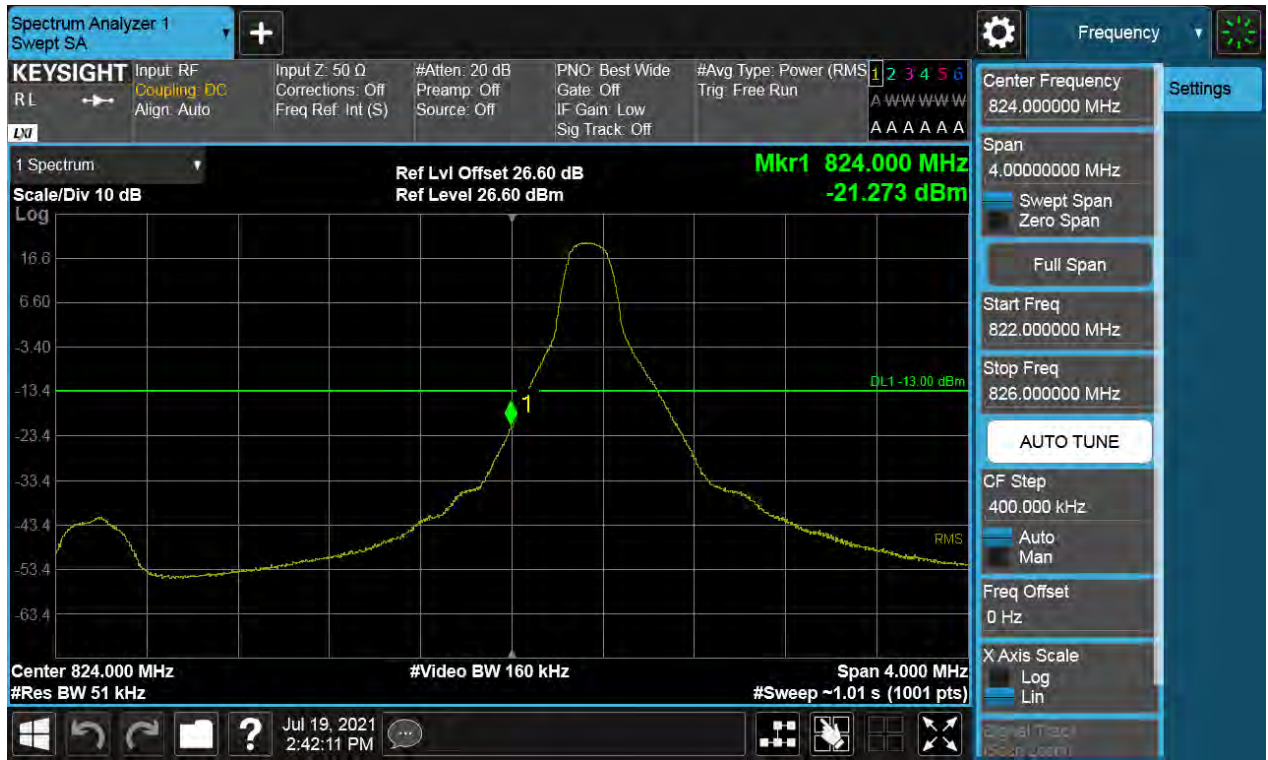 Spectrum Analyzer 1
Swept SA
+
Frequency
KEYSIGHT
R L
LXI
Input: RF
Coupling: DC
Align: Auto
Input Z: 50 Ω
Corrections: Off
Freq Ref: Int (S)
#Atten: 20 dB
Preamp: Off
Source: Off
PNO: Best Wide
Gate: Off
IF Gain: Low
Sig Track: Off
#Avg Type: Power (RMS
Trig: Free Run
1 2 3 4 5 6
A W W W W W
A A A A A A
1 Spectrum
Scale/Div 10 dB
Log
Ref Lvl Offset 26.60 dB
Ref Level 26.60 dBm
Mkr1 824.000 MHz
-21.273 dBm
16.6
6.60
-3.40
-13.4
-23.4
-33.4
-43.4
-53.4
-63.4
DL1 -13.00 dBm
1
RMS
Center 824.000 MHz
#Video BW 160 kHz
Span 4.000 MHz
#Res BW 51 kHz
#Sweep ~1.01 s (1001 pts)
Center Frequency
824.000000 MHz
Span
4.00000000 MHz
Swept Span
Zero Span
Full Span
Start Freq
822.000000 MHz
Stop Freq
826.000000 MHz
AUTO TUNE
CF Step
400.000 kHz
Auto
Man
Freq Offset
0 Hz
X Axis Scale
Log
Lin
Signal Track
(Span Zoom)
Settings
?
Jul 19, 2021
2:42:11 PM